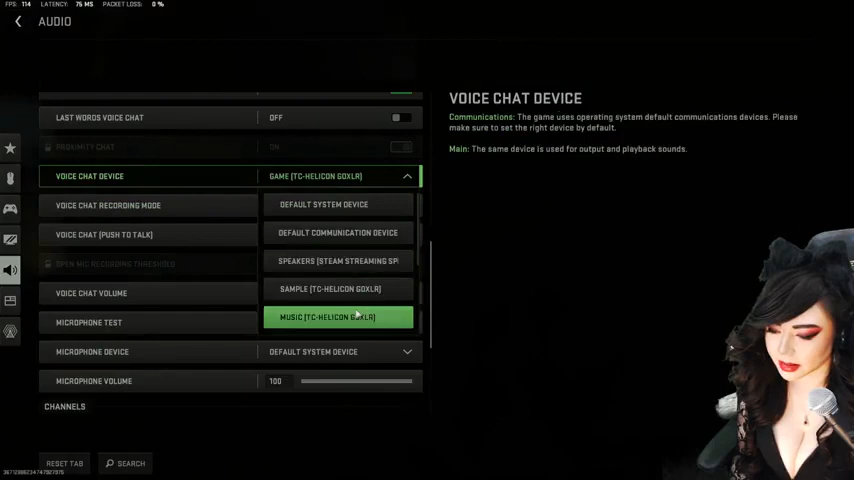 FPS: 114 LATENCY: 75 MS PACKET LOSS: 0 %
AUDIO
LAST WORDS VOICE CHAT OFF
PROXIMITY CHAT ON
VOICE CHAT DEVICE GAME (TC-HELICON GOXLR)
VOICE CHAT RECORDING MODE
VOICE CHAT (PUSH TO TALK)
OPEN MIC RECORDING THRESHOLD
VOICE CHAT VOLUME
MICROPHONE TEST
DEFAULT SYSTEM DEVICE
DEFAULT COMMUNICATION DEVICE
SPEAKERS (STEAM STREAMING SP
SAMPLE (TC-HELICON GOXLR)
MUSIC (TC-HELICON GOXLR)
MICROPHONE DEVICE DEFAULT SYSTEM DEVICE
MICROPHONE VOLUME 100
CHANNELS
RESET TAB SEARCH
VOICE CHAT DEVICE
Communications: The game uses operating system default communications devices. Please
make sure to set the right device by default.
Main: The same device is used for output and playback sounds.